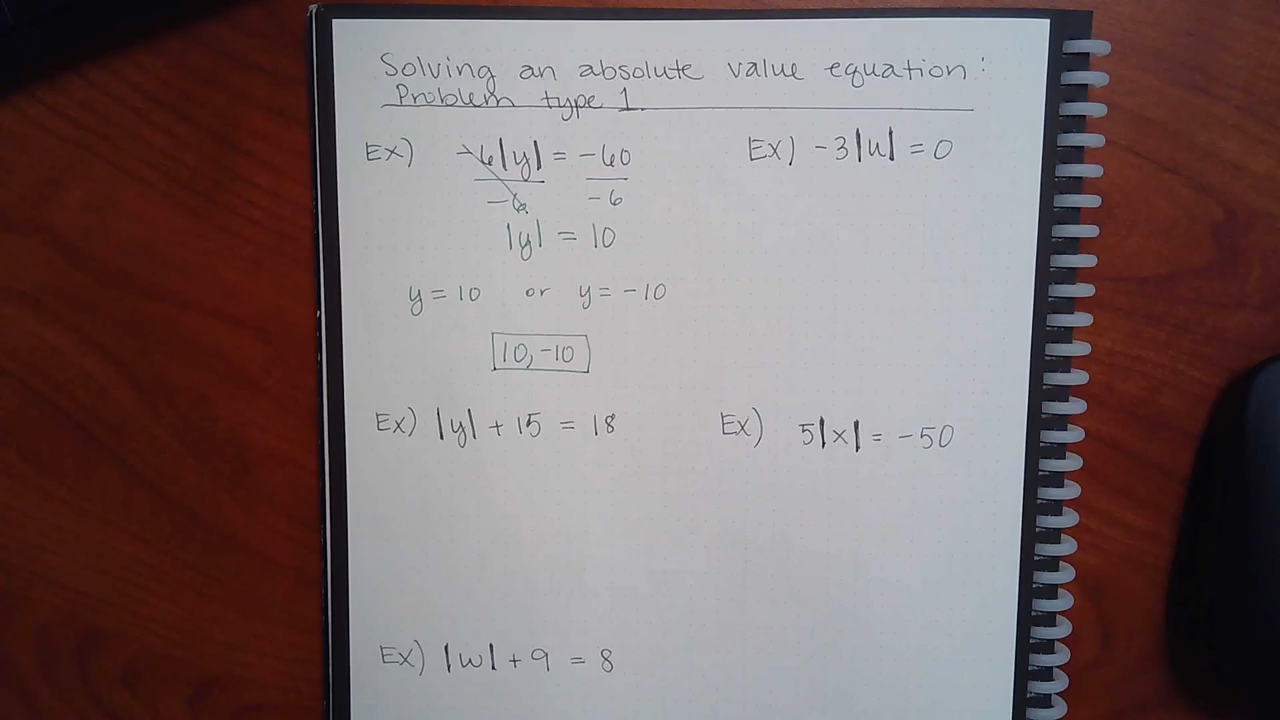 Solving an absolute value equation:
Problem type 1
Ex) -6|y| = -60
-6 -6
|y| = 10
y = 10 or y = -10
10, -10
Ex) -3|u| = 0
Ex) |y| + 15 = 18
Ex) 5|x| = -50
Ex) |w| + 9 = 8